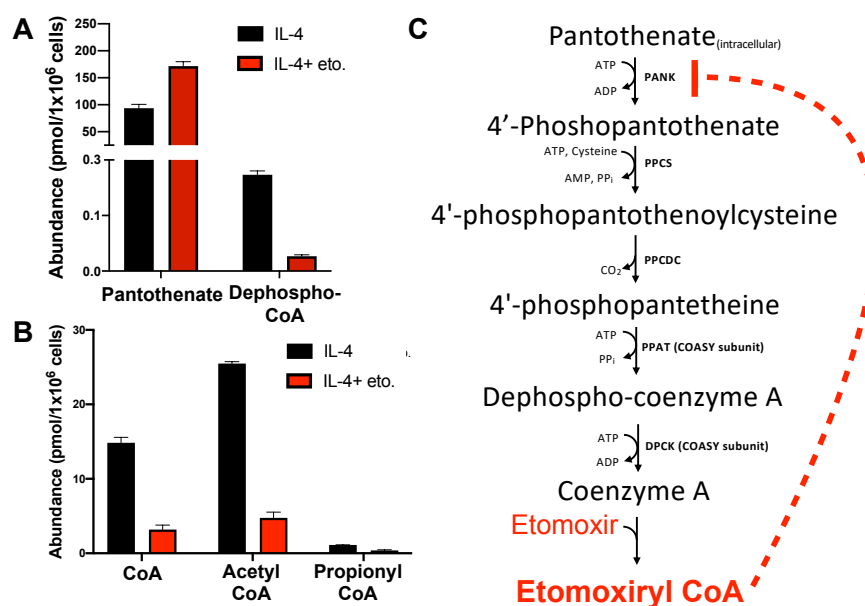 A
Abundance (pmol/1x10⁶ cells)
250
200
150
100
50
0.3
0.1
0.0
IL-4
IL-4+ eto.
Pantothenate
Dephospho-
CoA
B
Abundance (pmol/1x10⁶ cells)
30
20
10
0
IL-4
IL-4+ eto.
CoA
Acetyl
CoA
Propionyl
CoA
C
Pantothenate(intracellular)
ATP
PANK
ADP
4'-Phoshopantothenate
ATP, Cysteine
PPCS
AMP, PPi
4'-phosphopantothenoylcysteine
PPCDC
CO₂
4'-phosphopantetheine
ATP
PPAT (COASY subunit)
PPi
Dephospho-coenzyme A
ATP
DPCK (COASY subunit)
ADP
Coenzyme A
Etomoxir
Etomoxiryl CoA